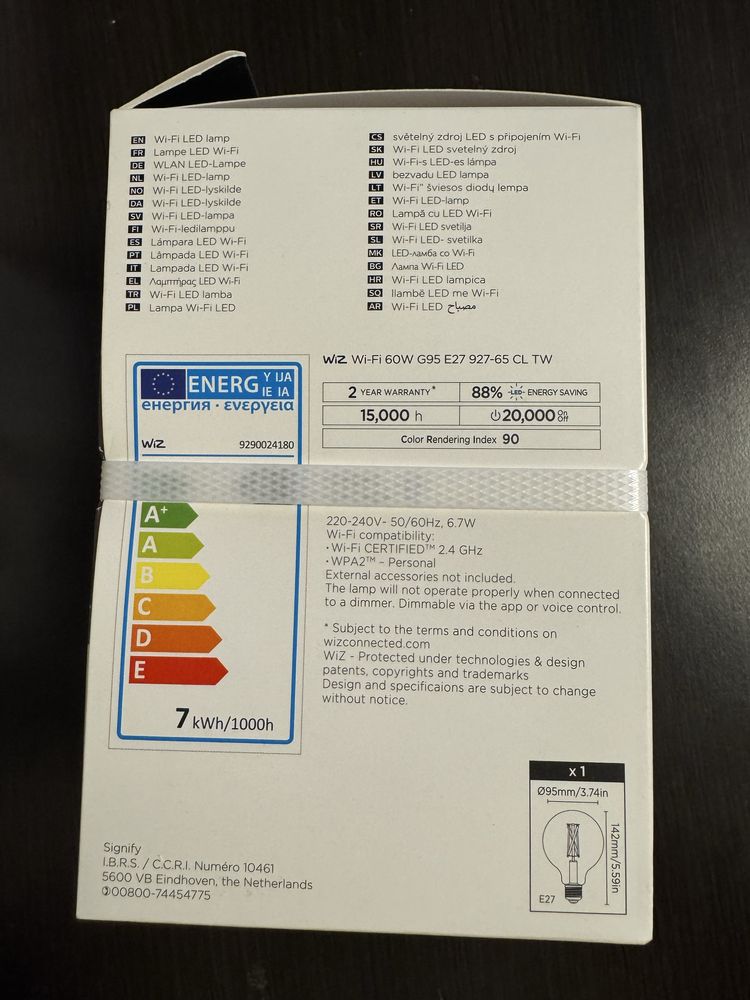 EN Wi-Fi LED lamp
FR Lampe LED Wi-Fi
DE WLAN LED-Lampe
NL Wi-Fi LED-lamp
NO Wi-Fi LED-lyskilde
DA Wi-Fi LED-lyskilde
SV Wi-Fi LED-lampa
FI Wi-Fi-ledilamppu
ES Lámpara LED Wi-Fi
PT Lâmpada LED Wi-Fi
IT Lampada LED Wi-Fi
EL Λαμπτήρας LED Wi-Fi
TR Wi-Fi LED lamba
PL Lampa Wi-Fi LED
CS světelný zdroj LED s připojením Wi-Fi
SK Wi-Fi LED svetelný zdroj
HU Wi-Fi-s LED-es lámpa
LV bezvadu LED lampa
LT Wi-Fi" šviesos diodų lempa
ET Wi-Fi LED-lamp
RO Lampă cu LED Wi-Fi
SR Wi-Fi LED svetilja
SL Wi-Fi LED- svetilka
MK LED-ламба со Wi-Fi
BG Лампа Wi-Fi LED
HR Wi-Fi LED lampica
SQ llambë LED me Wi-Fi
AR Wi-Fi LED مصباح
WiZ Wi-Fi 60W G95 E27 927-65 CL TW
2 YEAR WARRANTY*
88% LED ENERGY SAVING
15,000 h
20,000 On Off
Color Rendering Index 90
ENERG Y IJA
IE IA
енергия · ενεργεια
WiZ 9290024180
A+
A
B
C
D
E
7 kWh/1000h
220-240V~ 50/60Hz, 6.7W
Wi-Fi compatibility:
• Wi-Fi CERTIFIED™ 2.4 GHz
• WPA2™ - Personal
External accessories not included.
The lamp will not operate properly when connected
to a dimmer. Dimmable via the app or voice control.
* Subject to the terms and conditions on
wizconnected.com
WiZ - Protected under technologies & design
patents, copyrights and trademarks
Design and specificaions are subject to change
without notice.
x 1
Ø95mm/3.74in
142mm/5.59in
E27
Signify
I.B.R.S. / C.C.R.I. Numéro 10461
5600 VB Eindhoven, the Netherlands
00800-74454775